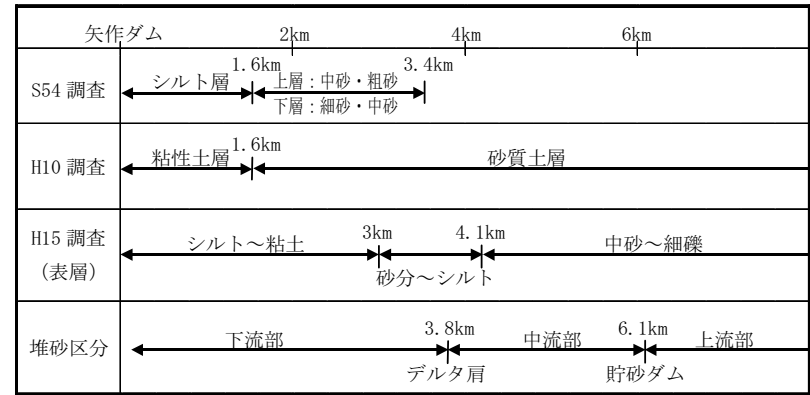 矢作ダム 2km 4km 6km
S54 調査
シルト層
1.6km
上層：中砂・粗砂
下層：細砂・中砂
3.4km
H10 調査
粘性土層
1.6km
砂質土層
H15 調査
（表層）
シルト～粘土
3km
砂分～シルト
4.1km
中砂～細礫
堆砂区分
下流部
3.8km
デルタ肩
中流部
6.1km
貯砂ダム
上流部